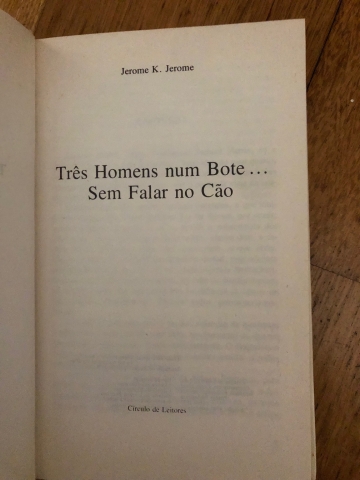 Jerome K. Jerome
Três Homens num Bote...
Sem Falar no Cão
Círculo de Leitores